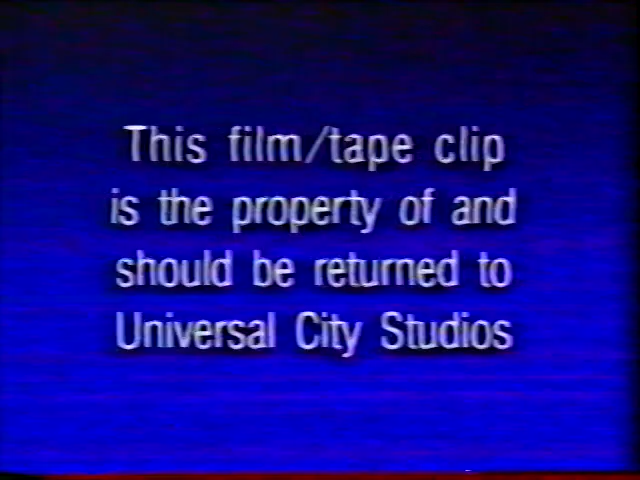 This film/tape clip
is the property of and
should be returned to
Universal City Studios